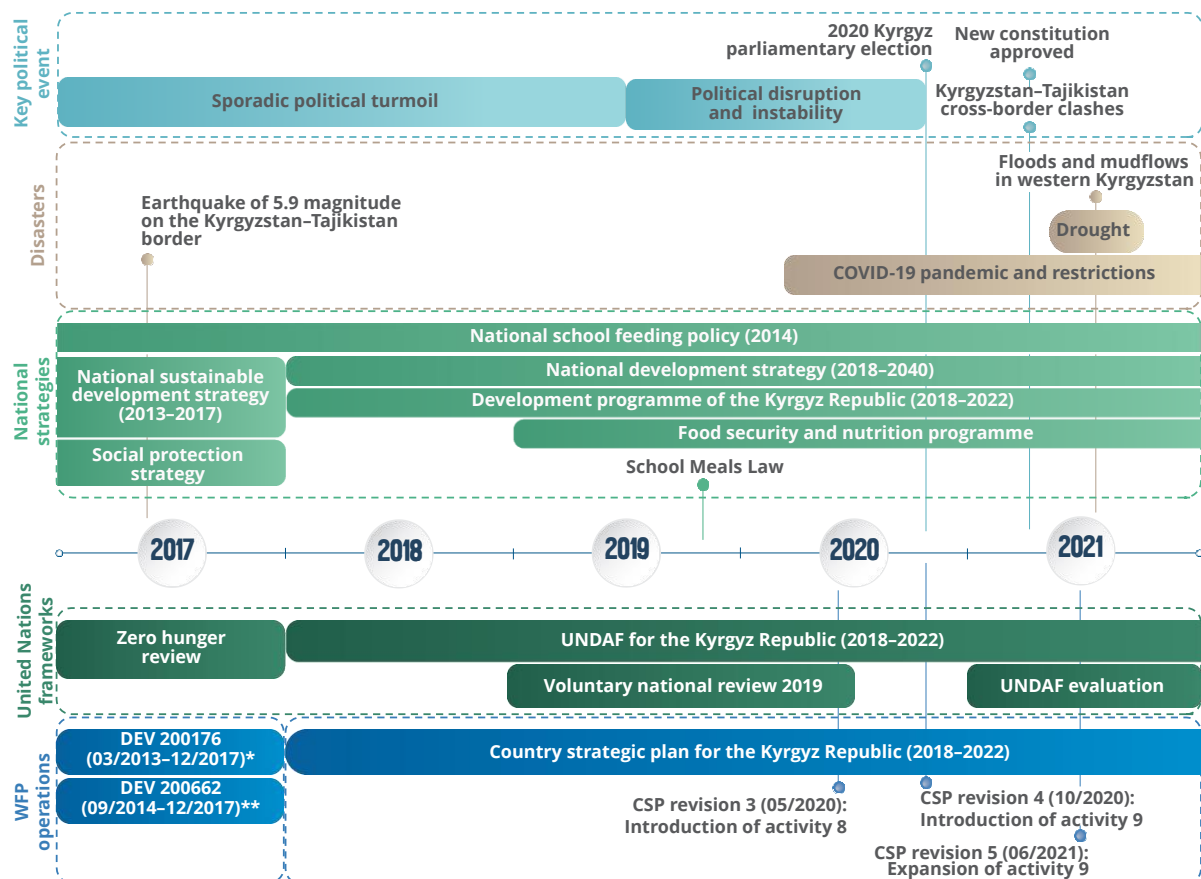 Key political
event
2020 Kyrgyz
parliamentary election
New constitution
approved
Sporadic political turmoil
Political disruption
and instability
Kyrgyzstan–Tajikistan
cross-border clashes
Disasters
Floods and mudflows
in western Kyrgyzstan
Earthquake of 5.9 magnitude
on the Kyrgyzstan–Tajikistan
border
Drought
COVID-19 pandemic and restrictions
National
strategies
National school feeding policy (2014)
National sustainable
development strategy
(2013–2017)
National development strategy (2018–2040)
Development programme of the Kyrgyz Republic (2018–2022)
Food security and nutrition programme
Social protection
strategy
School Meals Law
2017
2018
2019
2020
2021
United Nations
frameworks
Zero hunger
review
UNDAF for the Kyrgyz Republic (2018–2022)
Voluntary national review 2019
UNDAF evaluation
WFP
operations
DEV 200176
(03/2013–12/2017)*
DEV 200662
(09/2014–12/2017)**
Country strategic plan for the Kyrgyz Republic (2018–2022)
CSP revision 3 (05/2020):
Introduction of activity 8
CSP revision 4 (10/2020):
Introduction of activity 9
CSP revision 5 (06/2021):
Expansion of activity 9